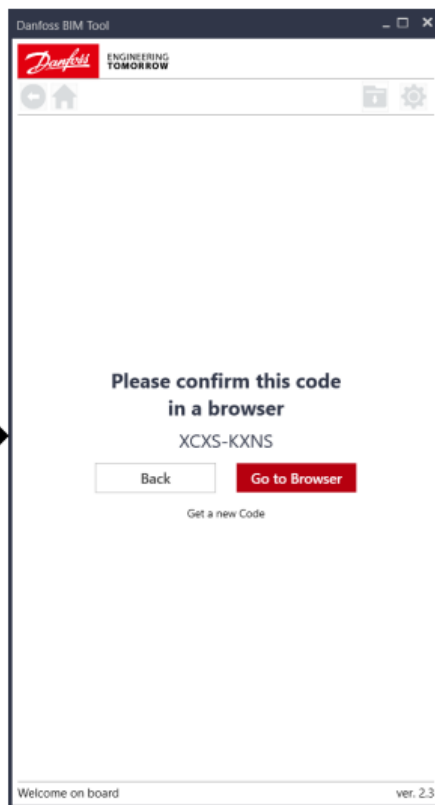 Danfoss BIM Tool
Danfoss
ENGINEERING
TOMORROW
Please confirm this code
in a browser
XCXS-KXNS
Back
Go to Browser
Get a new Code
Welcome on board
ver. 2.3